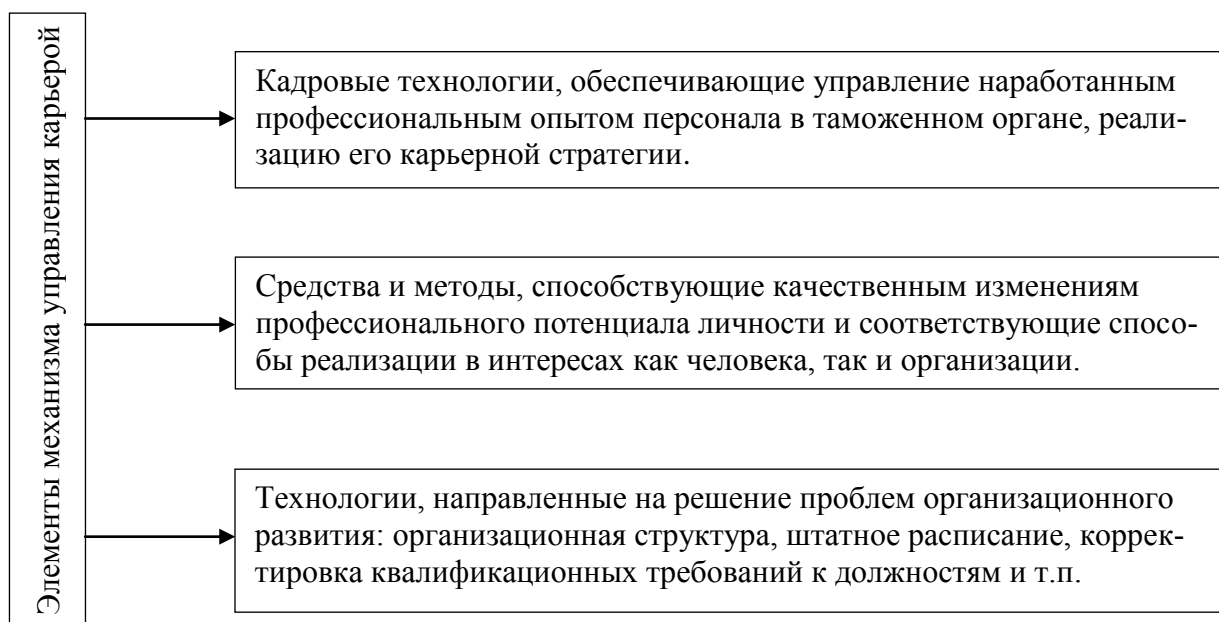 Элементы механизма управления карьерой
Кадровые технологии, обеспечивающие управление наработанным
профессиональным опытом персонала в таможенном органе, реали-
зацию его карьерной стратегии.
Средства и методы, способствующие качественным изменениям
профессионального потенциала личности и соответствующие спосо-
бы реализации в интересах как человека, так и организации.
Технологии, направленные на решение проблем организационного
развития: организационная структура, штатное расписание, коррек-
тировка квалификационных требований к должностям и т.п.